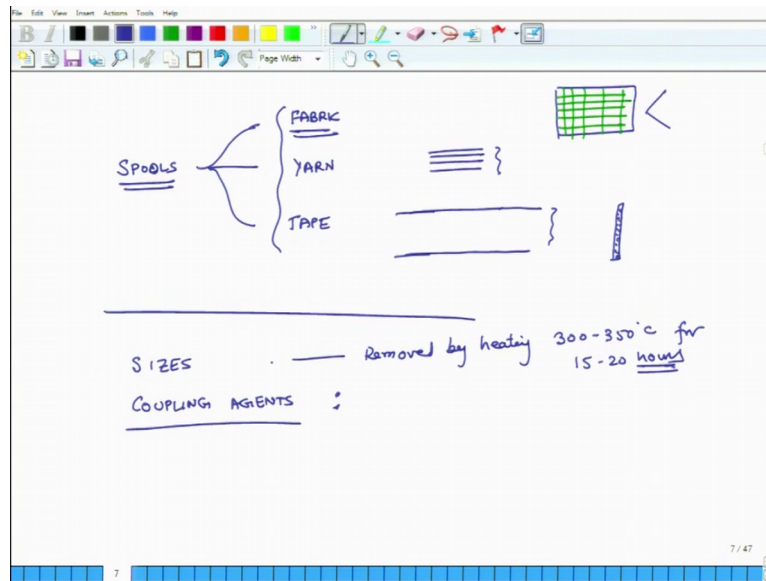 File Edit View Insert Actions Tools Help
B I
Page Width
FABRIC
SPOOLS YARN
TAPE
SIZES — Removed by heating 300-350°C for
15-20 hours
COUPLING AGENTS :
7/47
7